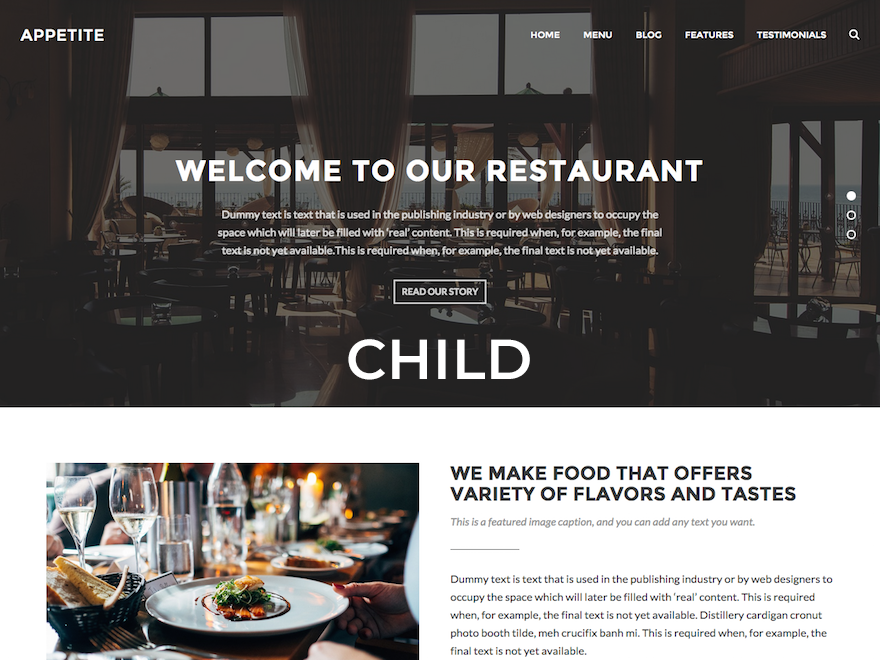 APPETITE
HOME MENU BLOG FEATURES TESTIMONIALS
WELCOME TO OUR RESTAURANT
Dummy text is text that is used in the publishing industry or by web designers to occupy the
space which will later be filled with ‘real’ content. This is required when, for example, the final
text is not yet available.This is required when, for example, the final text is not yet available.
READ OUR STORY
CHILD
WE MAKE FOOD THAT OFFERS
VARIETY OF FLAVORS AND TASTES
This is a featured image caption, and you can add any text you want.
Dummy text is text that is used in the publishing industry or by web designers to
occupy the space which will later be filled with ‘real’ content. This is required
when, for example, the final text is not yet available. Distillery cardigan cronut
photo booth tilde, meh crucifix banh mi. This is required when, for example, the
final text is not yet available.